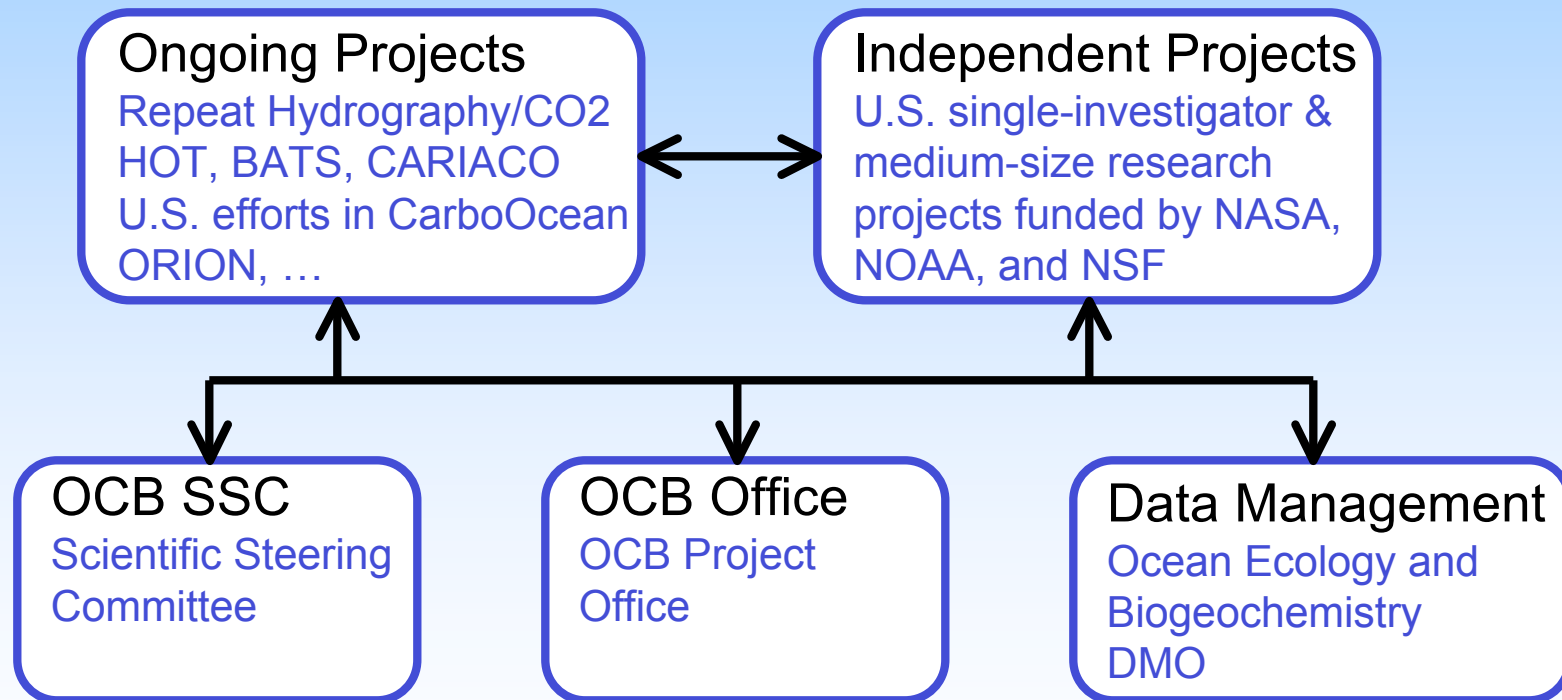 Ongoing Projects
Repeat Hydrography/CO2
HOT, BATS, CARIACO
U.S. efforts in CarboOcean
ORION, …
Independent Projects
U.S. single-investigator &
medium-size research
projects funded by NASA,
NOAA, and NSF
OCB SSC
Scientific Steering
Committee
OCB Office
OCB Project
Office
Data Management
Ocean Ecology and
Biogeochemistry
DMO